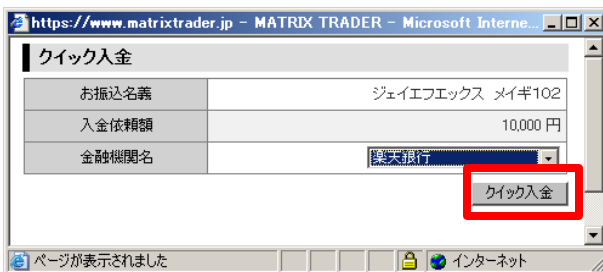 https://www.matrixtrader.jp - MATRIX TRADER - Microsoft Interne...
クイック入金
お振込名義 ジェイエフエックス メイギ102
入金依頼額 10,000 円
金融機関名 楽天銀行
クイック入金
ページが表示されました インターネット